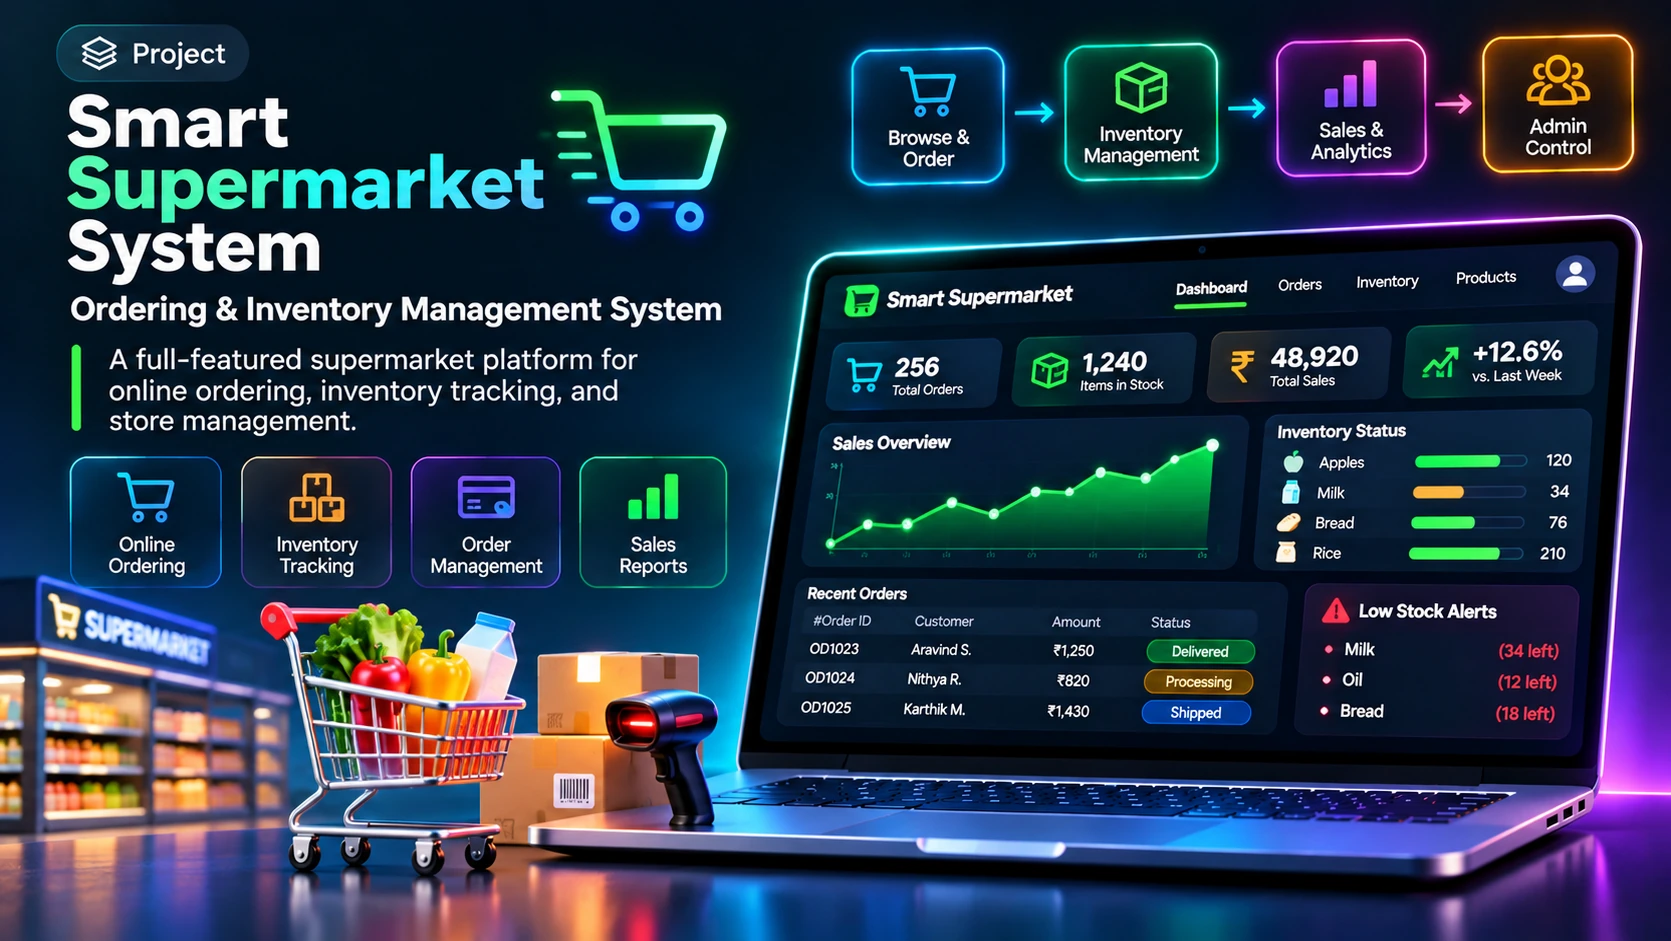 Project
Smart
Supermarket
System
Ordering & Inventory Management System
A full-featured supermarket platform for
online ordering, inventory tracking, and
store management.
Online
Ordering
Inventory
Tracking
Order
Management
Sales
Reports
SUPERMARKET
Browse &
Order
Inventory
Management
Sales &
Analytics
Admin
Control
Smart Supermarket
Dashboard
Orders
Inventory
Products
256
Total Orders
1,240
Items in Stock
₹ 48,920
Total Sales
+12.6%
vs. Last Week
Sales Overview
Inventory Status
Apples 120
Milk 34
Bread 76
Rice 210
Recent Orders
#Order ID Customer Amount Status
OD1023 Aravind S. ₹1,250 Delivered
OD1024 Nithya R. ₹820 Processing
OD1025 Karthik M. ₹1,430 Shipped
Low Stock Alerts
Milk (34 left)
Oil (12 left)
Bread (18 left)